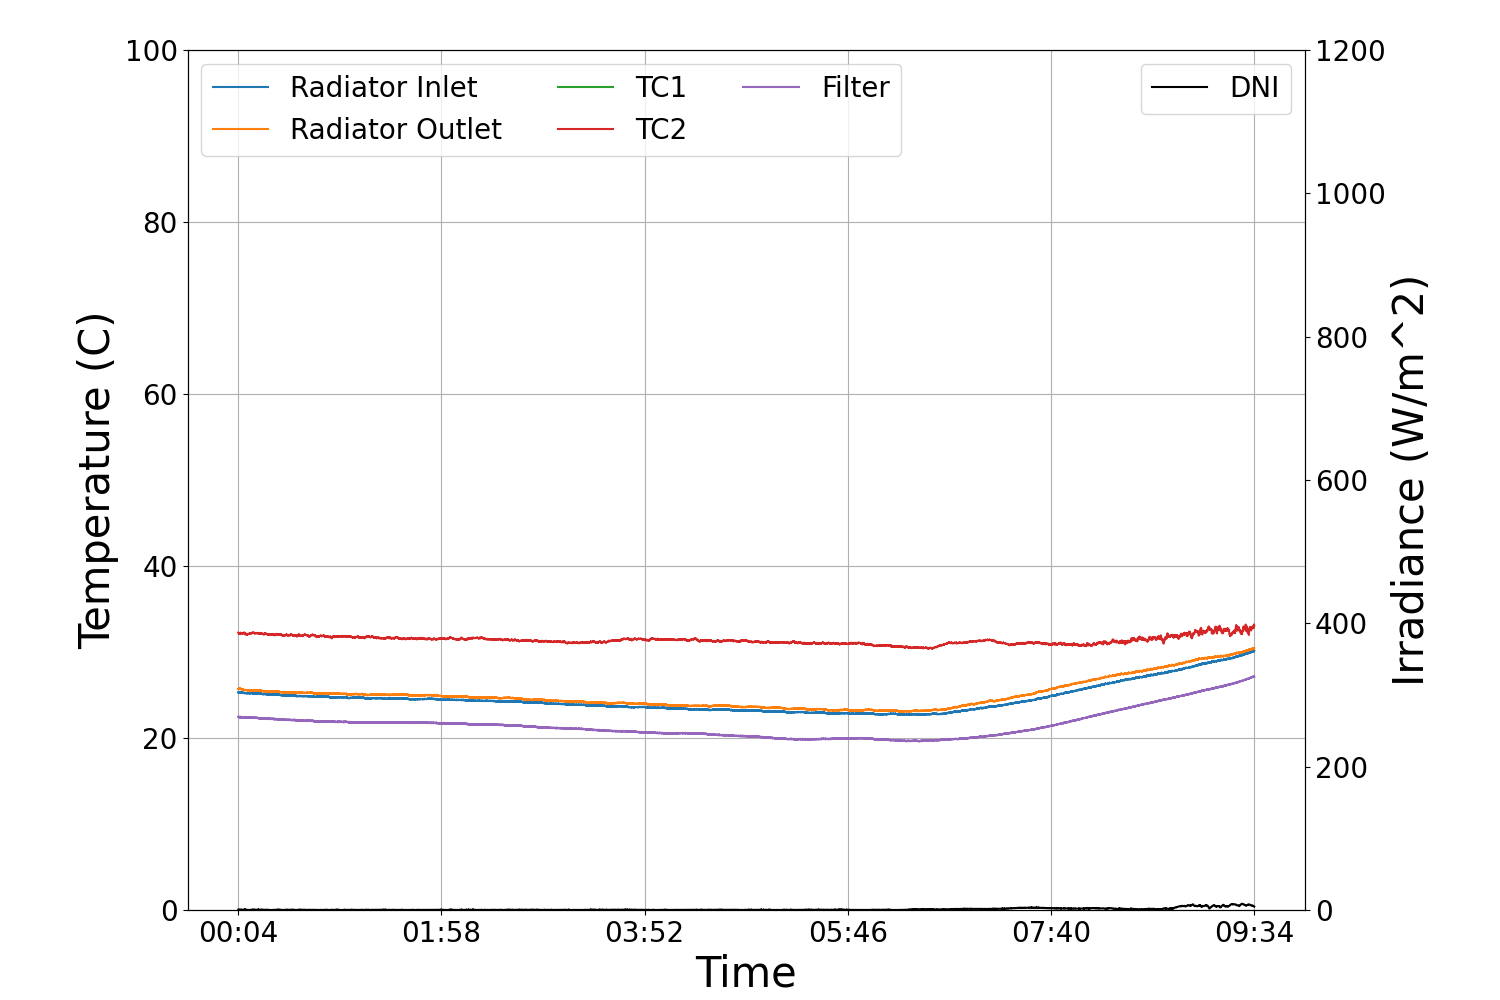 Radiator Inlet TC1 Filter DNI
Radiator Outlet TC2
100
80
60
40
20
0
Temperature (C)
1200
1000
800
600
400
200
0
Irradiance (W/m^2)
00:04 01:58 03:52 05:46 07:40 09:34
Time